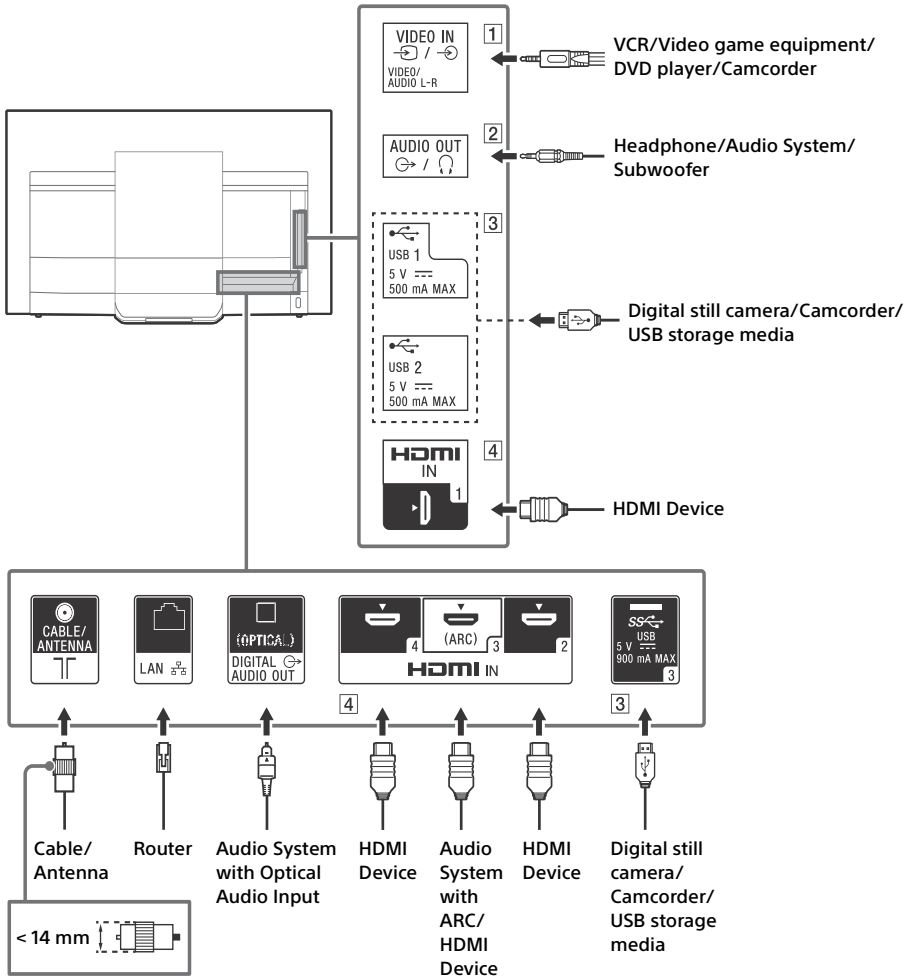 VIDEO IN
/
VIDEO/
AUDIO L-R
1
VCR/Video game equipment/
DVD player/Camcorder
AUDIO OUT
/
2
Headphone/Audio System/
Subwoofer
3
USB 1
5 V
500 mA MAX
Digital still camera/Camcorder/
USB storage media
USB 2
5 V
500 mA MAX
HDMI
IN
1
4
HDMI Device
CABLE/
ANTENNA
LAN
(OPTICAL)
DIGITAL
AUDIO OUT
4
(ARC)
3
2
HDMI IN
4
SS
USB
5 V
900 mA MAX
3
3
Cable/
Antenna
Router
Audio System
with Optical
Audio Input
HDMI
Device
Audio
System
with
ARC/
HDMI
Device
HDMI
Device
Digital still
camera/
Camcorder/
USB storage
media
< 14 mm